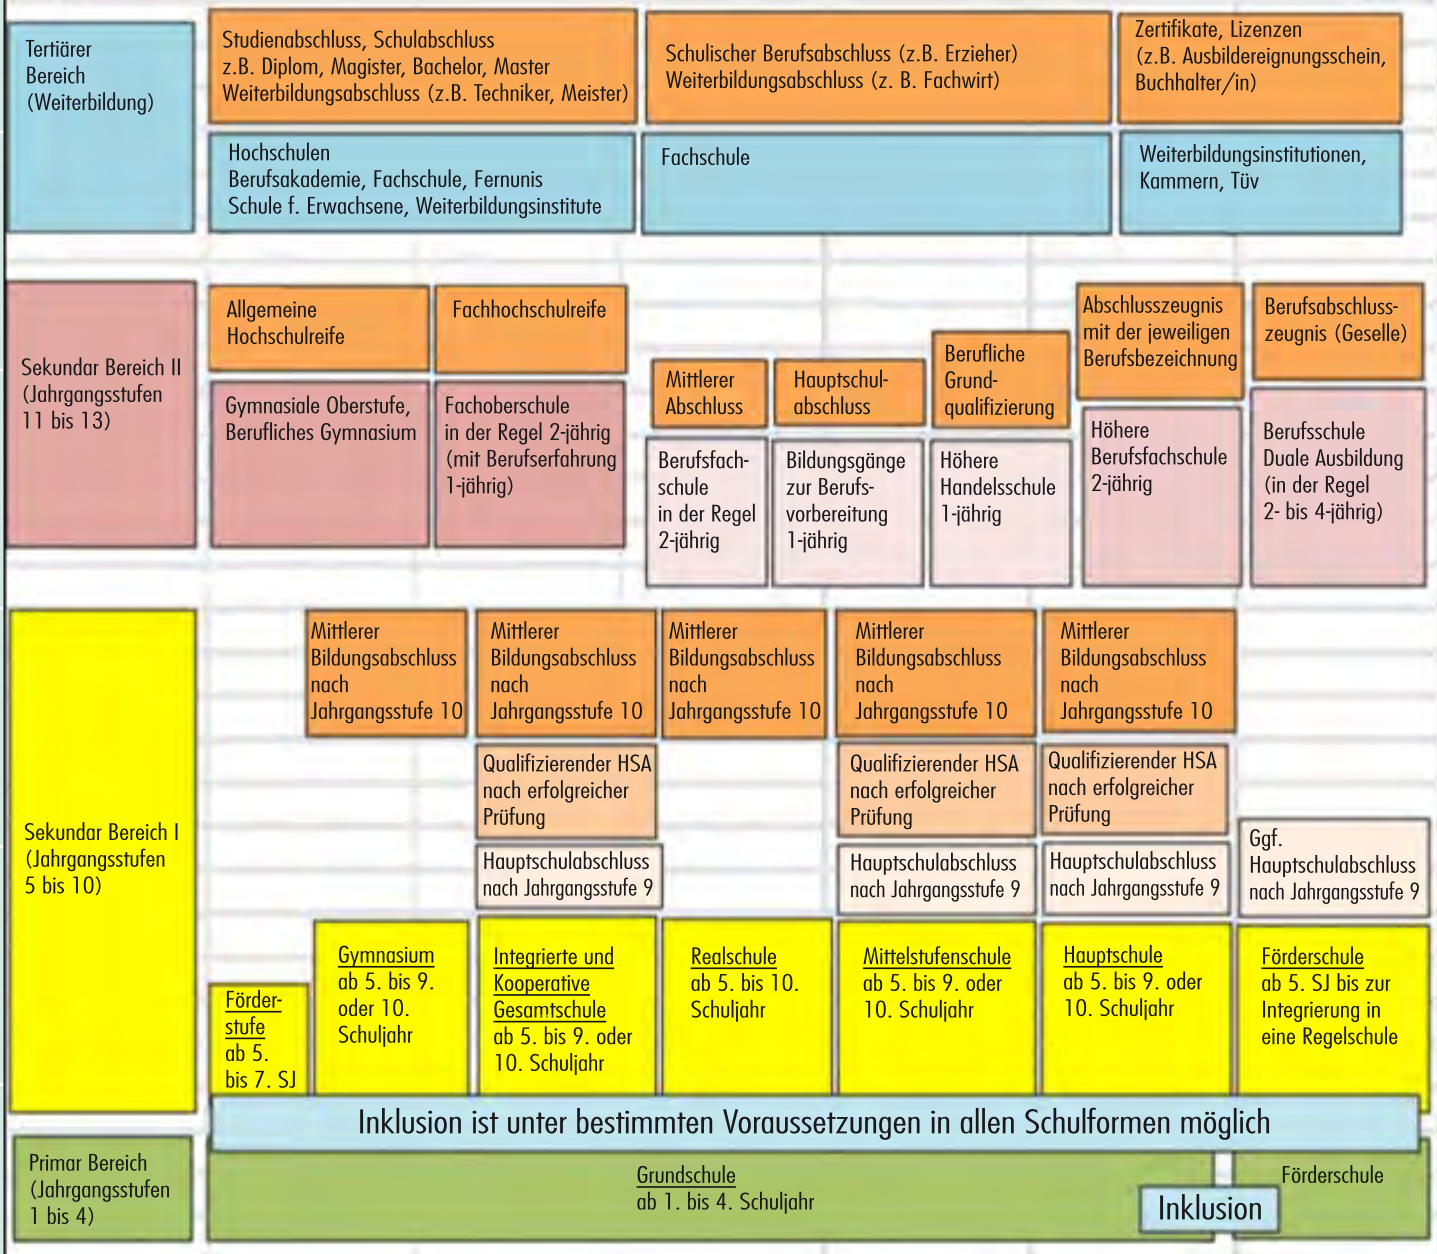 Tertiärer
Bereich
(Weiterbildung)
Studienabschluss, Schulabschluss
z.B. Diplom, Magister, Bachelor, Master
Weiterbildungsabschluss (z.B. Techniker, Meister)
Schulischer Berufsabschluss (z.B. Erzieher)
Weiterbildungsabschluss (z. B. Fachwirt)
Zertifikate, Lizenzen
(z.B. Ausbildereignungsschein,
Buchhalter/in)
Hochschulen
Berufsakademie, Fachschule, Fernunis
Schule f. Erwachsene, Weiterbildungsinstitute
Fachschule
Weiterbildungsinstitutionen,
Kammern, Tüv
Sekundar Bereich II
(Jahrgangsstufen
11 bis 13)
Allgemeine
Hochschulreife
Fachhochschulreife
Mittlerer
Abschluss
Hauptschul-
abschluss
Berufliche
Grund-
qualifizierung
Abschlusszeugnis
mit der jeweiligen
Berufsbezeichnung
Berufsabschluss-
zeugnis (Geselle)
Gymnasiale Oberstufe,
Berufliches Gymnasium
Fachoberschule
in der Regel 2-jährig
(mit Berufserfahrung
1-jährig)
Berufsfach-
schule
in der Regel
2-jährig
Bildungsgänge
zur Berufs-
vorbereitung
1-jährig
Höhere
Handelsschule
1-jährig
Höhere
Berufsfachschule
2-jährig
Berufsschule
Duale Ausbildung
(in der Regel
2- bis 4-jährig)
Sekundar Bereich I
(Jahrgangsstufen
5 bis 10)
Mittlerer
Bildungsabschluss
nach
Jahrgangsstufe 10
Mittlerer
Bildungsabschluss
nach
Jahrgangsstufe 10
Mittlerer
Bildungsabschluss
nach
Jahrgangsstufe 10
Mittlerer
Bildungsabschluss
nach
Jahrgangsstufe 10
Mittlerer
Bildungsabschluss
nach
Jahrgangsstufe 10
Qualifizierender HSA
nach erfolgreicher
Prüfung
Qualifizierender HSA
nach erfolgreicher
Prüfung
Qualifizierender HSA
nach erfolgreicher
Prüfung
Hauptschulabschluss
nach Jahrgangsstufe 9
Hauptschulabschluss
nach Jahrgangsstufe 9
Hauptschulabschluss
nach Jahrgangsstufe 9
Ggf.
Hauptschulabschluss
nach Jahrgangsstufe 9
Förder-
stufe
ab 5.
bis 7. SJ
Gymnasium
ab 5. bis 9.
oder 10.
Schuljahr
Integrierte und
Kooperative
Gesamtschule
ab 5. bis 9. oder
10. Schuljahr
Realschule
ab 5. bis 10.
Schuljahr
Mittelstufenschule
ab 5. bis 9. oder
10. Schuljahr
Hauptschule
ab 5. bis 9. oder
10. Schuljahr
Förderschule
ab 5. SJ bis zur
Integrierung in
eine Regelschule
Inklusion ist unter bestimmten Voraussetzungen in allen Schulformen möglich
Primar Bereich
(Jahrgangsstufen
1 bis 4)
Grundschule
ab 1. bis 4. Schuljahr
Förderschule
Inklusion